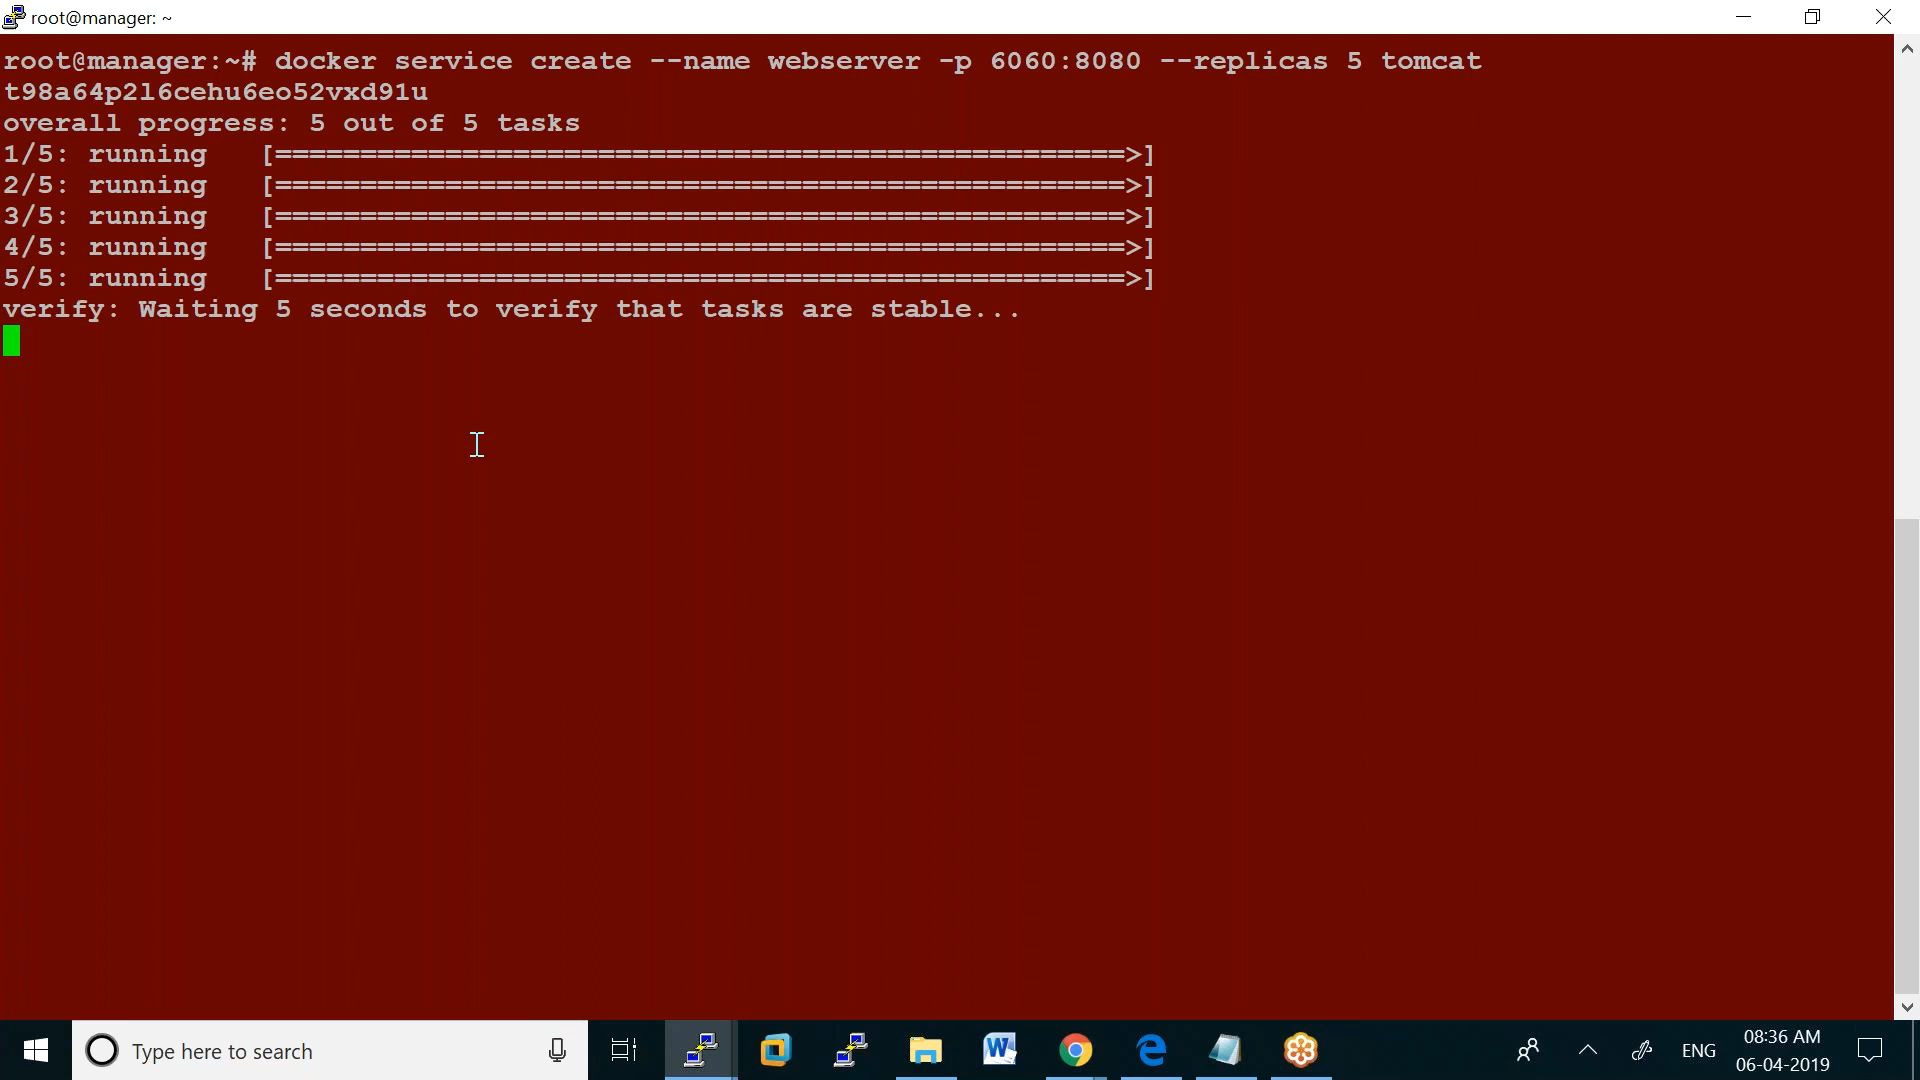 root@manager: ~
root@manager:~# docker service create --name webserver -p 6060:8080 --replicas 5 tomcat
t98a64p2l6cehu6eo52vxd91u
overall progress: 5 out of 5 tasks
1/5: running   [==================================================>]
2/5: running   [==================================================>]
3/5: running   [==================================================>]
4/5: running   [==================================================>]
5/5: running   [==================================================>]
verify: Waiting 5 seconds to verify that tasks are stable...
Type here to search
ENG
08:36 AM
06-04-2019